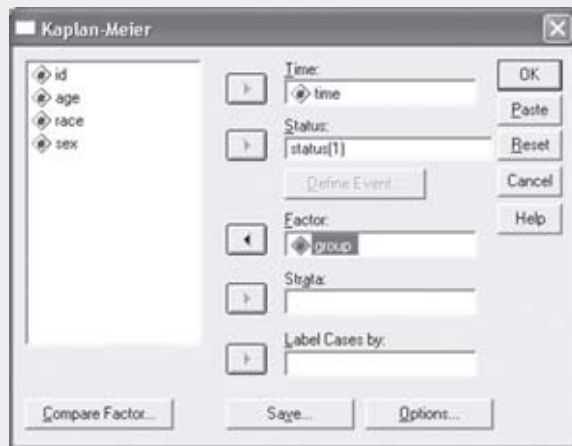 Kaplan-Meier
id
age
race
sex
Time:
time
Status:
status(1)
Define Event...
Factor:
group
Strata:
Label Cases by:
OK
Paste
Reset
Cancel
Help
Compare Factor...
Save...
Options...